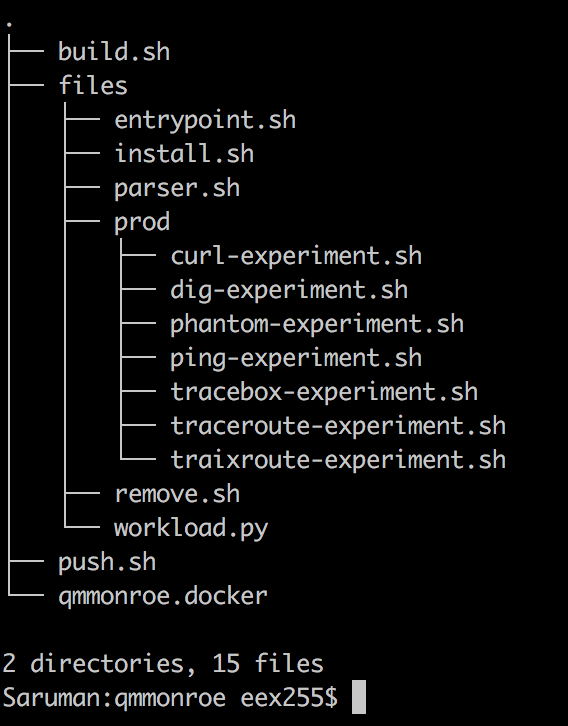 .
├── build.sh
├── files
│   ├── entrypoint.sh
│   ├── install.sh
│   ├── parser.sh
│   ├── prod
│   │   ├── curl-experiment.sh
│   │   ├── dig-experiment.sh
│   │   ├── phantom-experiment.sh
│   │   ├── ping-experiment.sh
│   │   ├── tracebox-experiment.sh
│   │   ├── traceroute-experiment.sh
│   │   └── traixroute-experiment.sh
│   ├── remove.sh
│   └── workload.py
├── push.sh
└── qmmonroe.docker
2 directories, 15 files
Saruman:qmmonroe eex255$